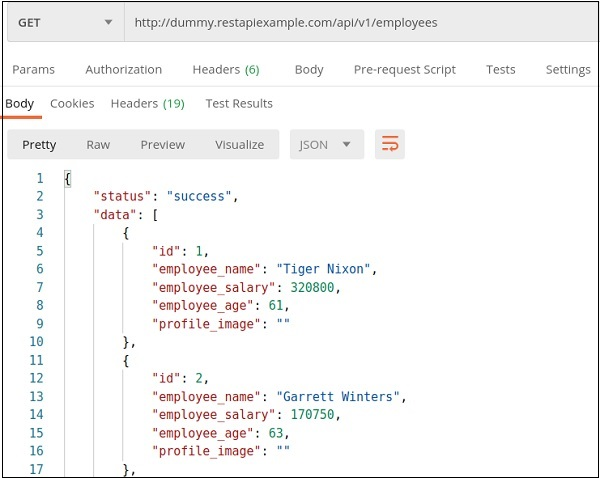 GET http://dummy.restapiexample.com/api/v1/employees
Params Authorization Headers (6) Body Pre-request Script Tests Settings
Body Cookies Headers (19) Test Results
Pretty Raw Preview Visualize JSON
1 {
2 "status": "success",
3 "data": [
4 {
5 "id": 1,
6 "employee_name": "Tiger Nixon",
7 "employee_salary": 320800,
8 "employee_age": 61,
9 "profile_image": ""
10 },
11 {
12 "id": 2,
13 "employee_name": "Garrett Winters",
14 "employee_salary": 170750,
15 "employee_age": 63,
16 "profile_image": ""
17 },